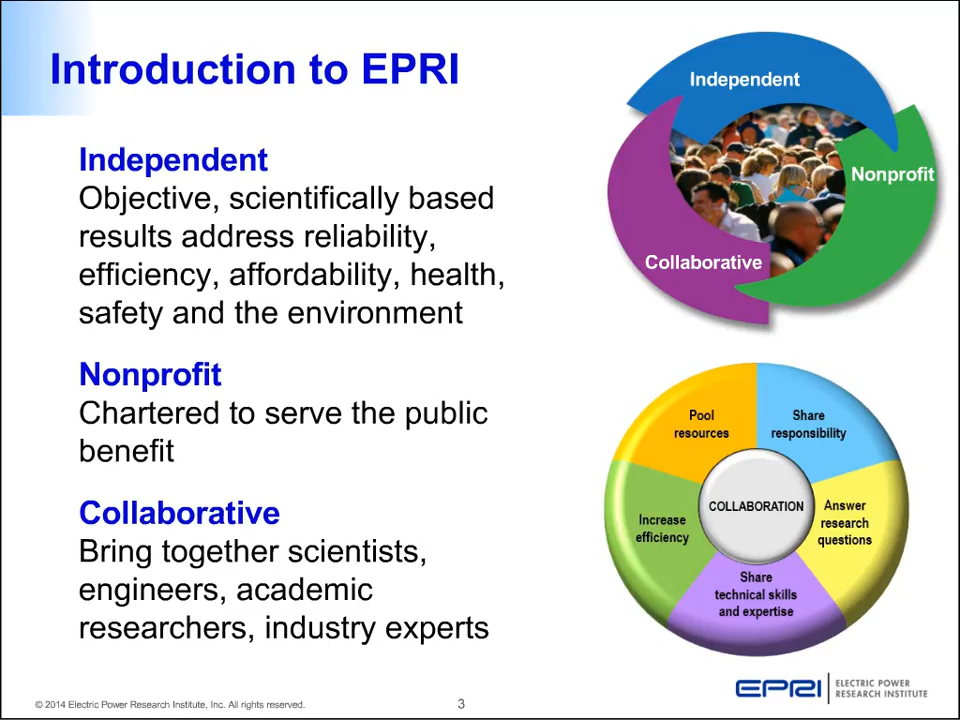 Introduction to EPRI
Independent
Objective, scientifically based
results address reliability,
efficiency, affordability, health,
safety and the environment
Nonprofit
Chartered to serve the public
benefit
Collaborative
Bring together scientists,
engineers, academic
researchers, industry experts
Independent
Nonprofit
Collaborative
Pool
resources
Share
responsibility
Increase
efficiency
COLLABORATION
Answer
research
questions
Share
technical skills
and expertise
© 2014 Electric Power Research Institute, Inc. All rights reserved.
3
EPRI
ELECTRIC POWER
RESEARCH INSTITUTE